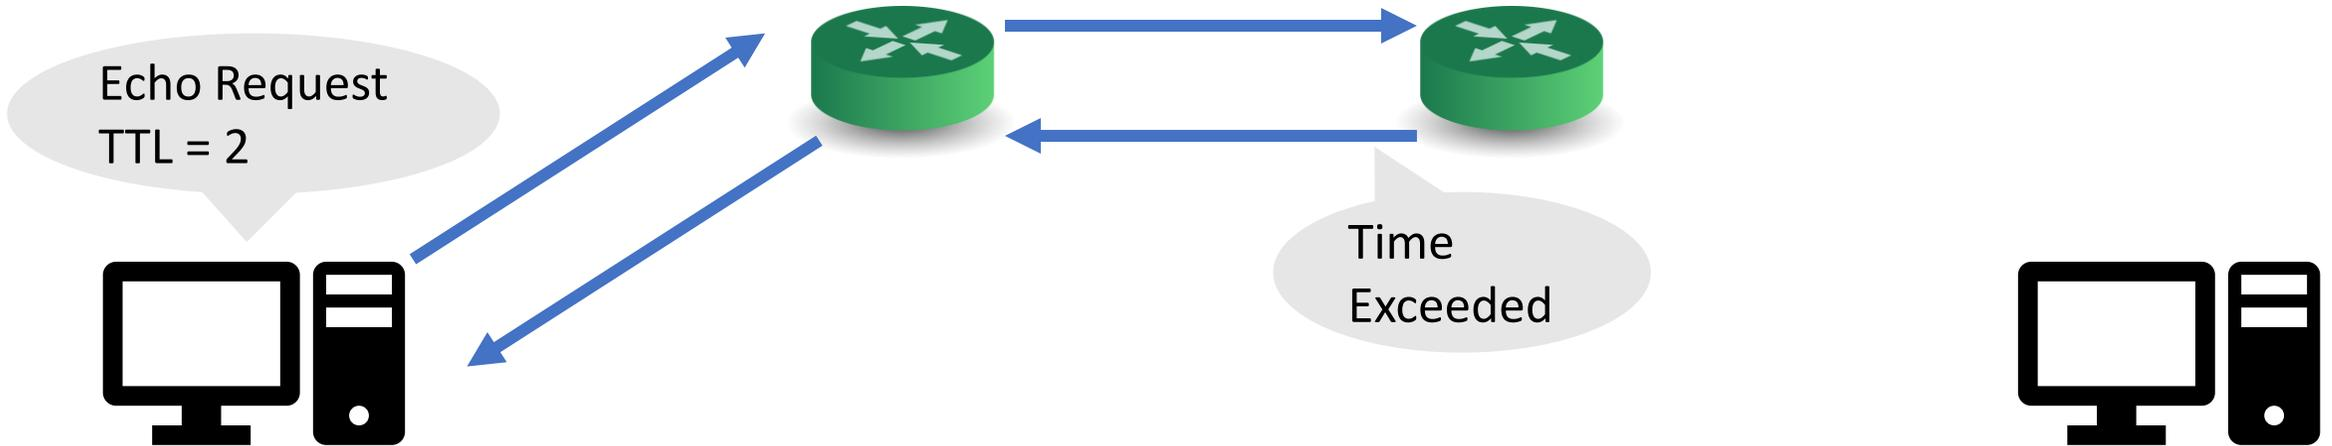 Echo Request
TTL = 2
Time
Exceeded